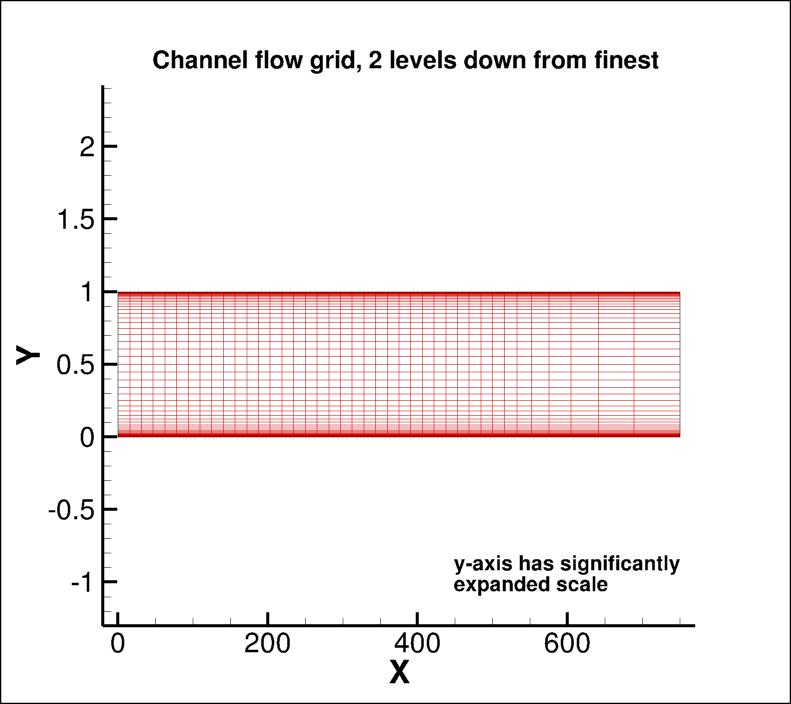 Channel flow grid, 2 levels down from finest
2
1.5
1
Y
0.5
0
-0.5
-1
y-axis has significantly
expanded scale
0 200 400 600
X